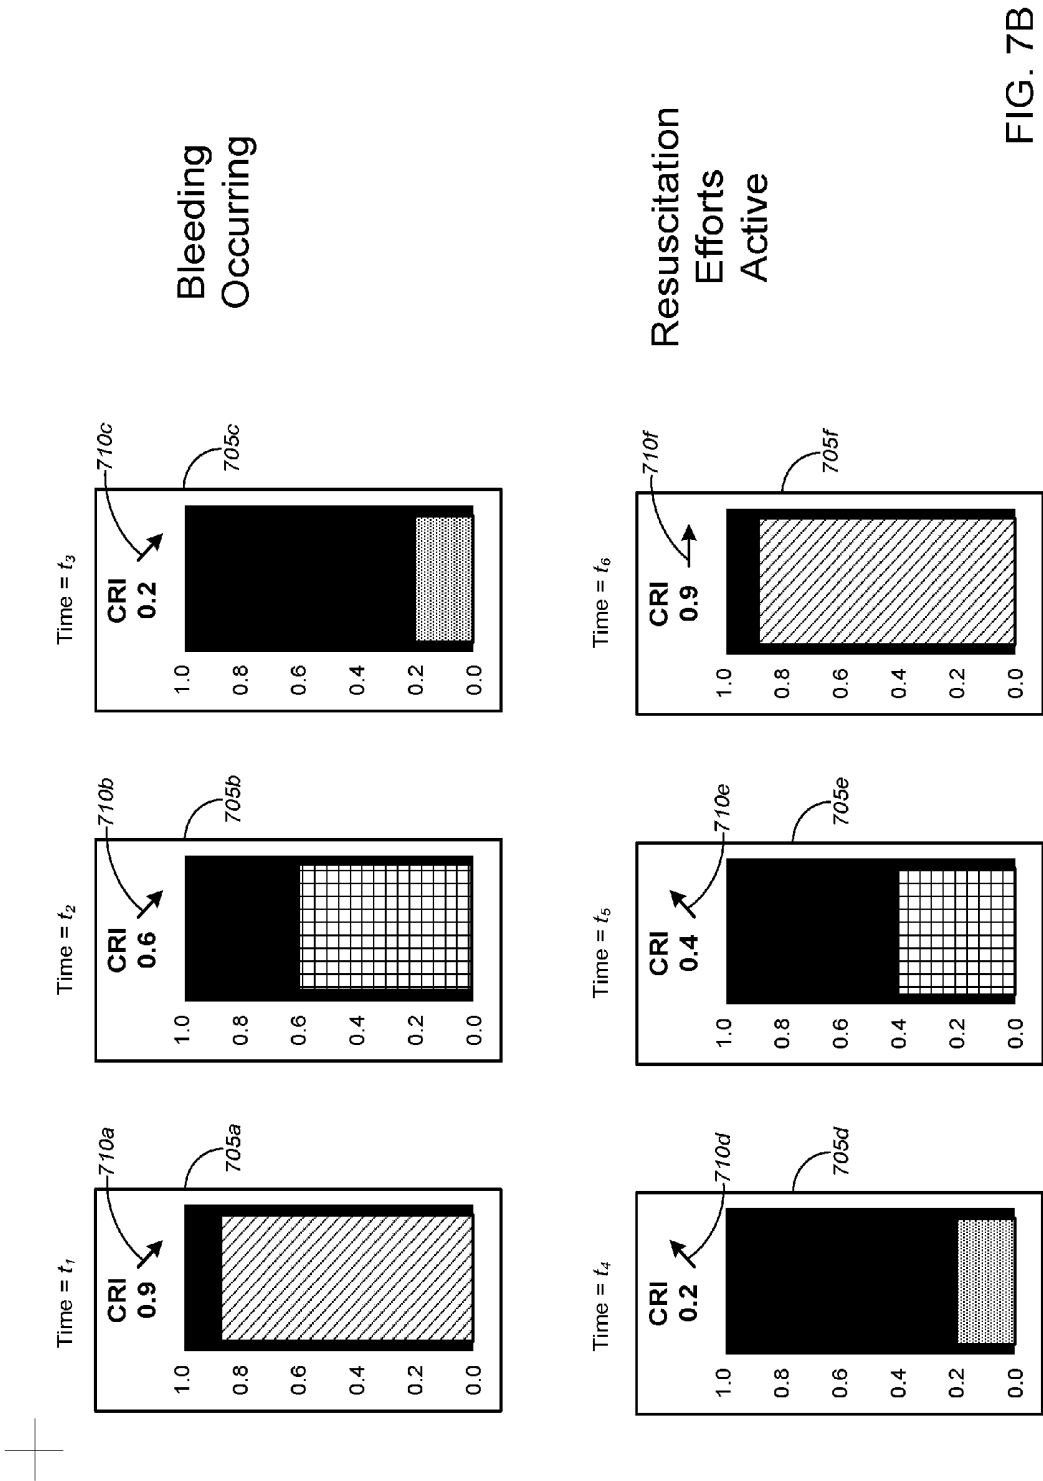 Time = t₁
CRI
0.9
710a
705a
1.0
0.8
0.6
0.4
0.2
0.0
Time = t₂
CRI
0.6
710b
705b
1.0
0.8
0.6
0.4
0.2
0.0
Time = t₃
CRI
0.2
710c
705c
1.0
0.8
0.6
0.4
0.2
0.0
Bleeding
Occurring
Time = t₄
CRI
0.2
710d
705d
1.0
0.8
0.6
0.4
0.2
0.0
Time = t₅
CRI
0.4
710e
705e
1.0
0.8
0.6
0.4
0.2
0.0
Time = t₆
CRI
0.9
710f
705f
1.0
0.8
0.6
0.4
0.2
0.0
Resuscitation
Efforts
Active
FIG. 7B